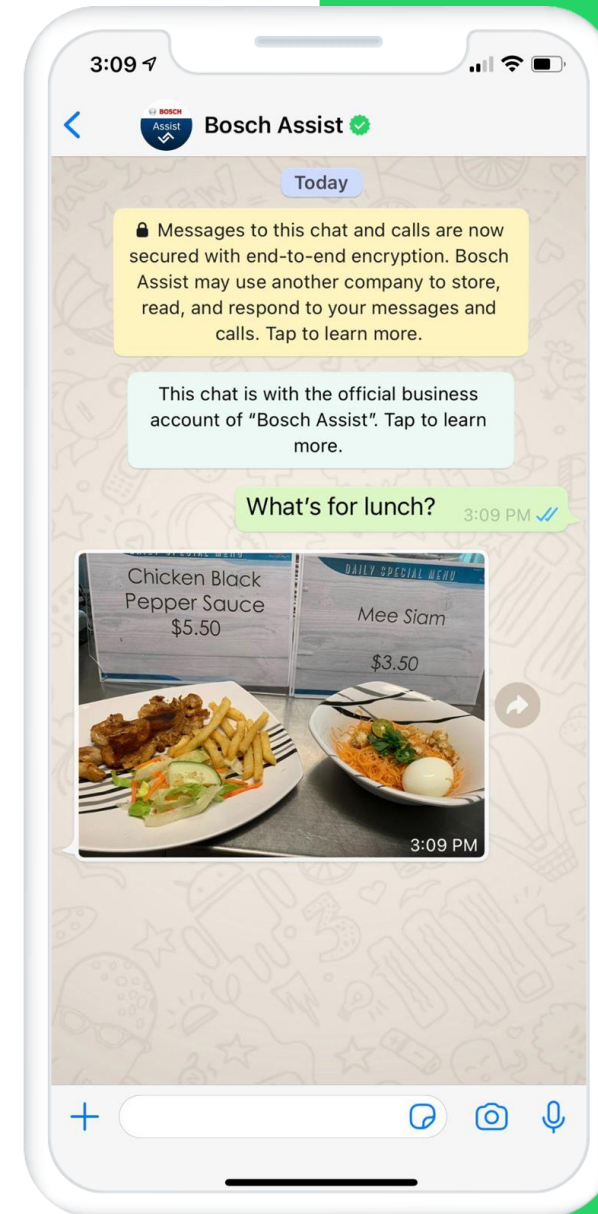 3:09
BOSCH
Assist
Bosch Assist
Today
Messages to this chat and calls are now
secured with end-to-end encryption. Bosch
Assist may use another company to store,
read, and respond to your messages and
calls. Tap to learn more.
This chat is with the official business
account of “Bosch Assist”. Tap to learn
more.
What’s for lunch?
3:09 PM
DAILY SPECIAL MENU
Chicken Black
Pepper Sauce
$5.50
DAILY SPECIAL MENU
Mee Siam
$3.50
3:09 PM